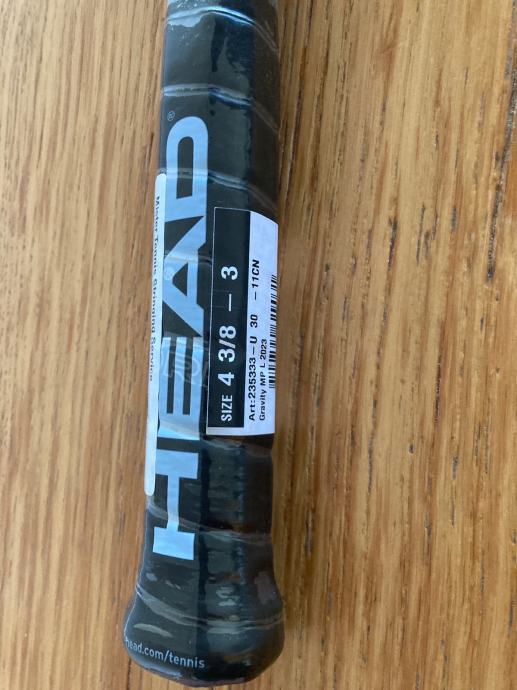 HEAD®
Mister Tennis Stringing Service
SIZE 4 3/8 – 3
Art:235333–U 30 –11CN
Gravity MP L 2023
head.com/tennis